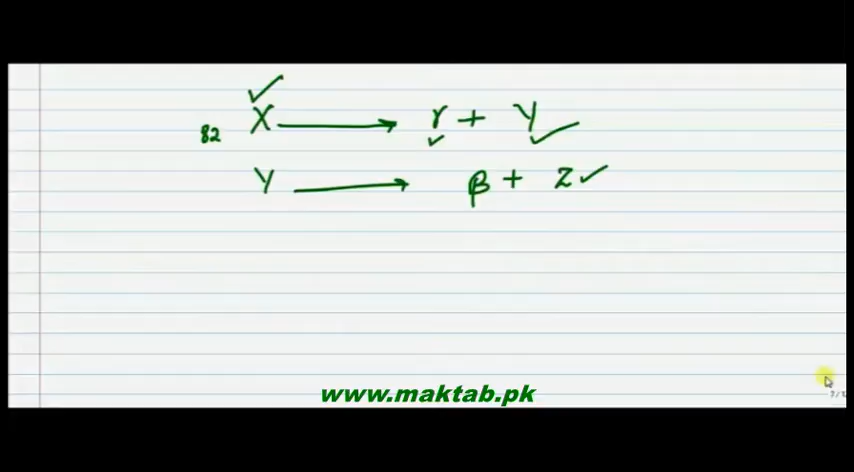 82 X → γ + Y
Y → β + Z
www.maktab.pk